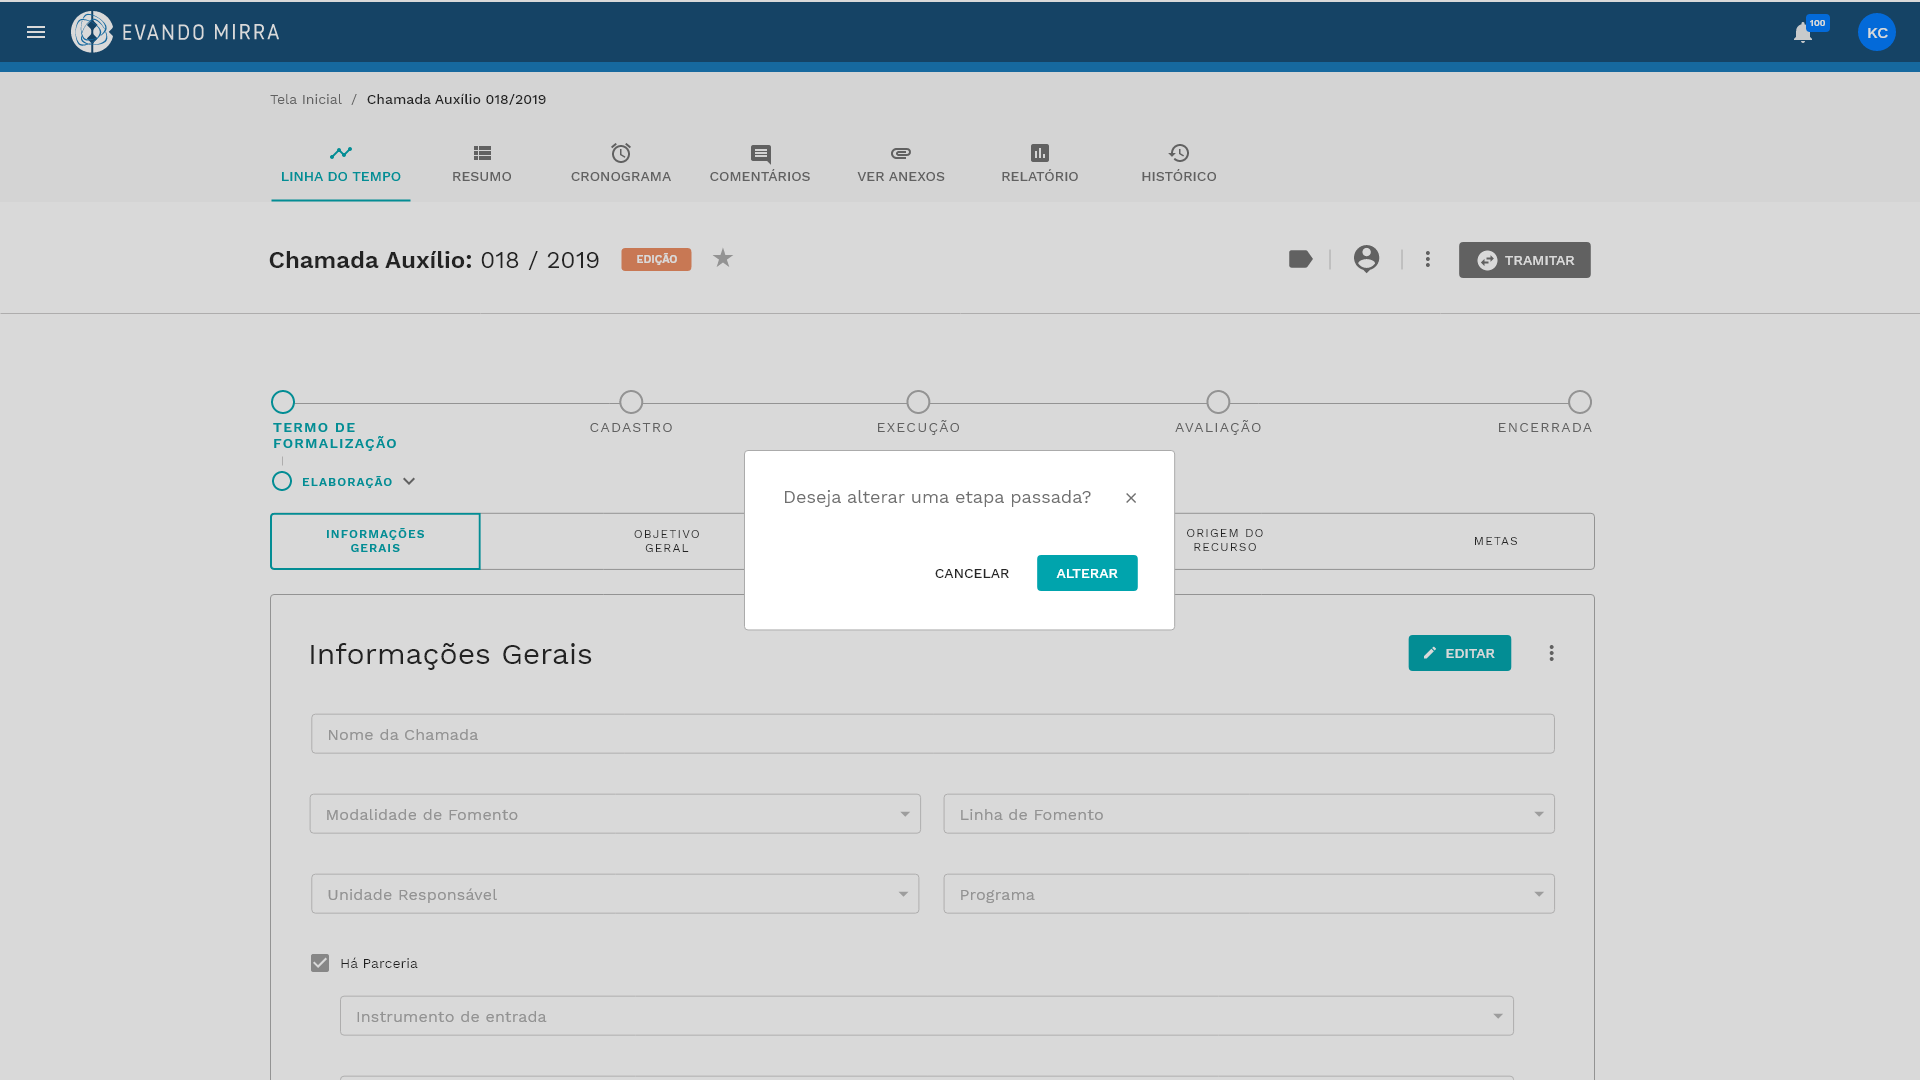 EVANDO MIRRA
100
KC
Tela Inicial / Chamada Auxílio 018/2019
LINHA DO TEMPO
RESUMO
CRONOGRAMA
COMENTÁRIOS
VER ANEXOS
RELATÓRIO
HISTÓRICO
Chamada Auxílio: 018 / 2019
EDIÇÃO
TRAMITAR
TERMO DE
FORMALIZAÇÃO
CADASTRO
EXECUÇÃO
AVALIAÇÃO
ENCERRADA
ELABORAÇÃO
INFORMAÇÕES
GERAIS
OBJETIVO
GERAL
ORIGEM DO
RECURSO
METAS
Deseja alterar uma etapa passada?
CANCELAR
ALTERAR
Informações Gerais
EDITAR
Nome da Chamada
Modalidade de Fomento
Linha de Fomento
Unidade Responsável
Programa
Há Parceria
Instrumento de entrada